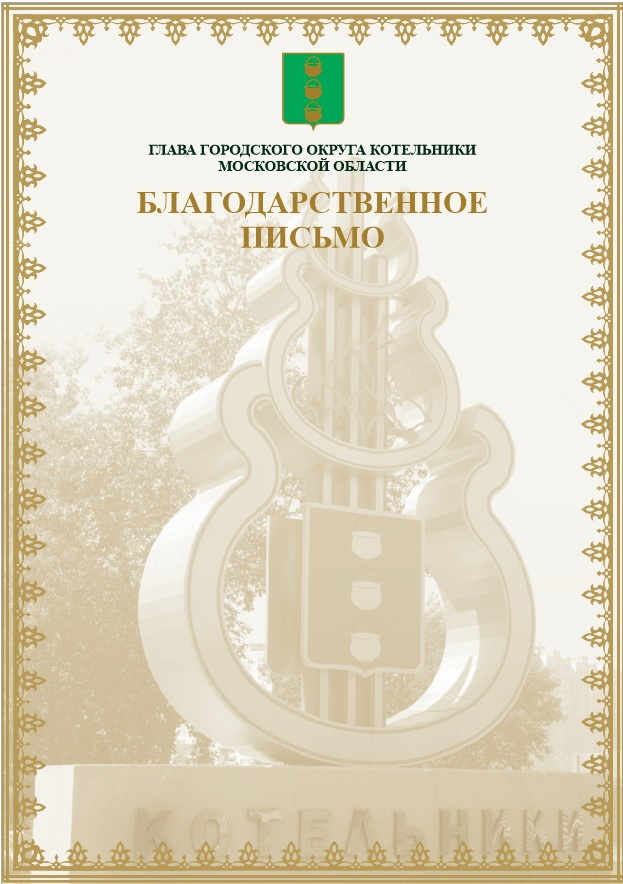 ГЛАВА ГОРОДСКОГО ОКРУГА КОТЕЛЬНИКИ
МОСКОВСКОЙ ОБЛАСТИ
БЛАГОДАРСТВЕННОЕ
ПИСЬМО
КОТЕЛЬНИКИ